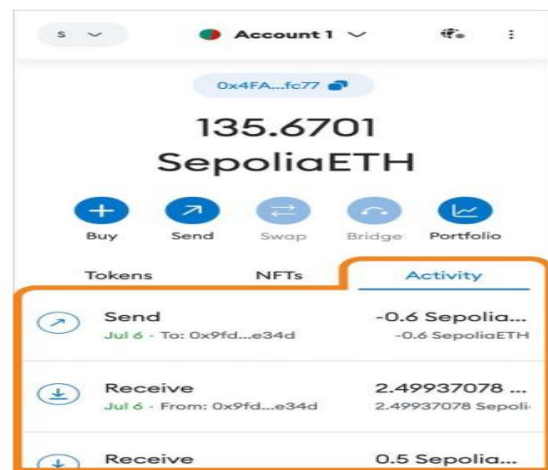 S
Account 1
0x4FA...fc77
135.6701
SepoliaETH
Buy Send Swap Bridge Portfolio
Tokens NFTs Activity
Send -0.6 Sepolia...
Jul 6 · To: 0x9fd...e34d -0.6 SepoliaETH
Receive 2.49937078 ...
Jul 6 · From: 0x9fd...e34d 2.49937078 Sepoli
Receive 0.5 Sepolia...